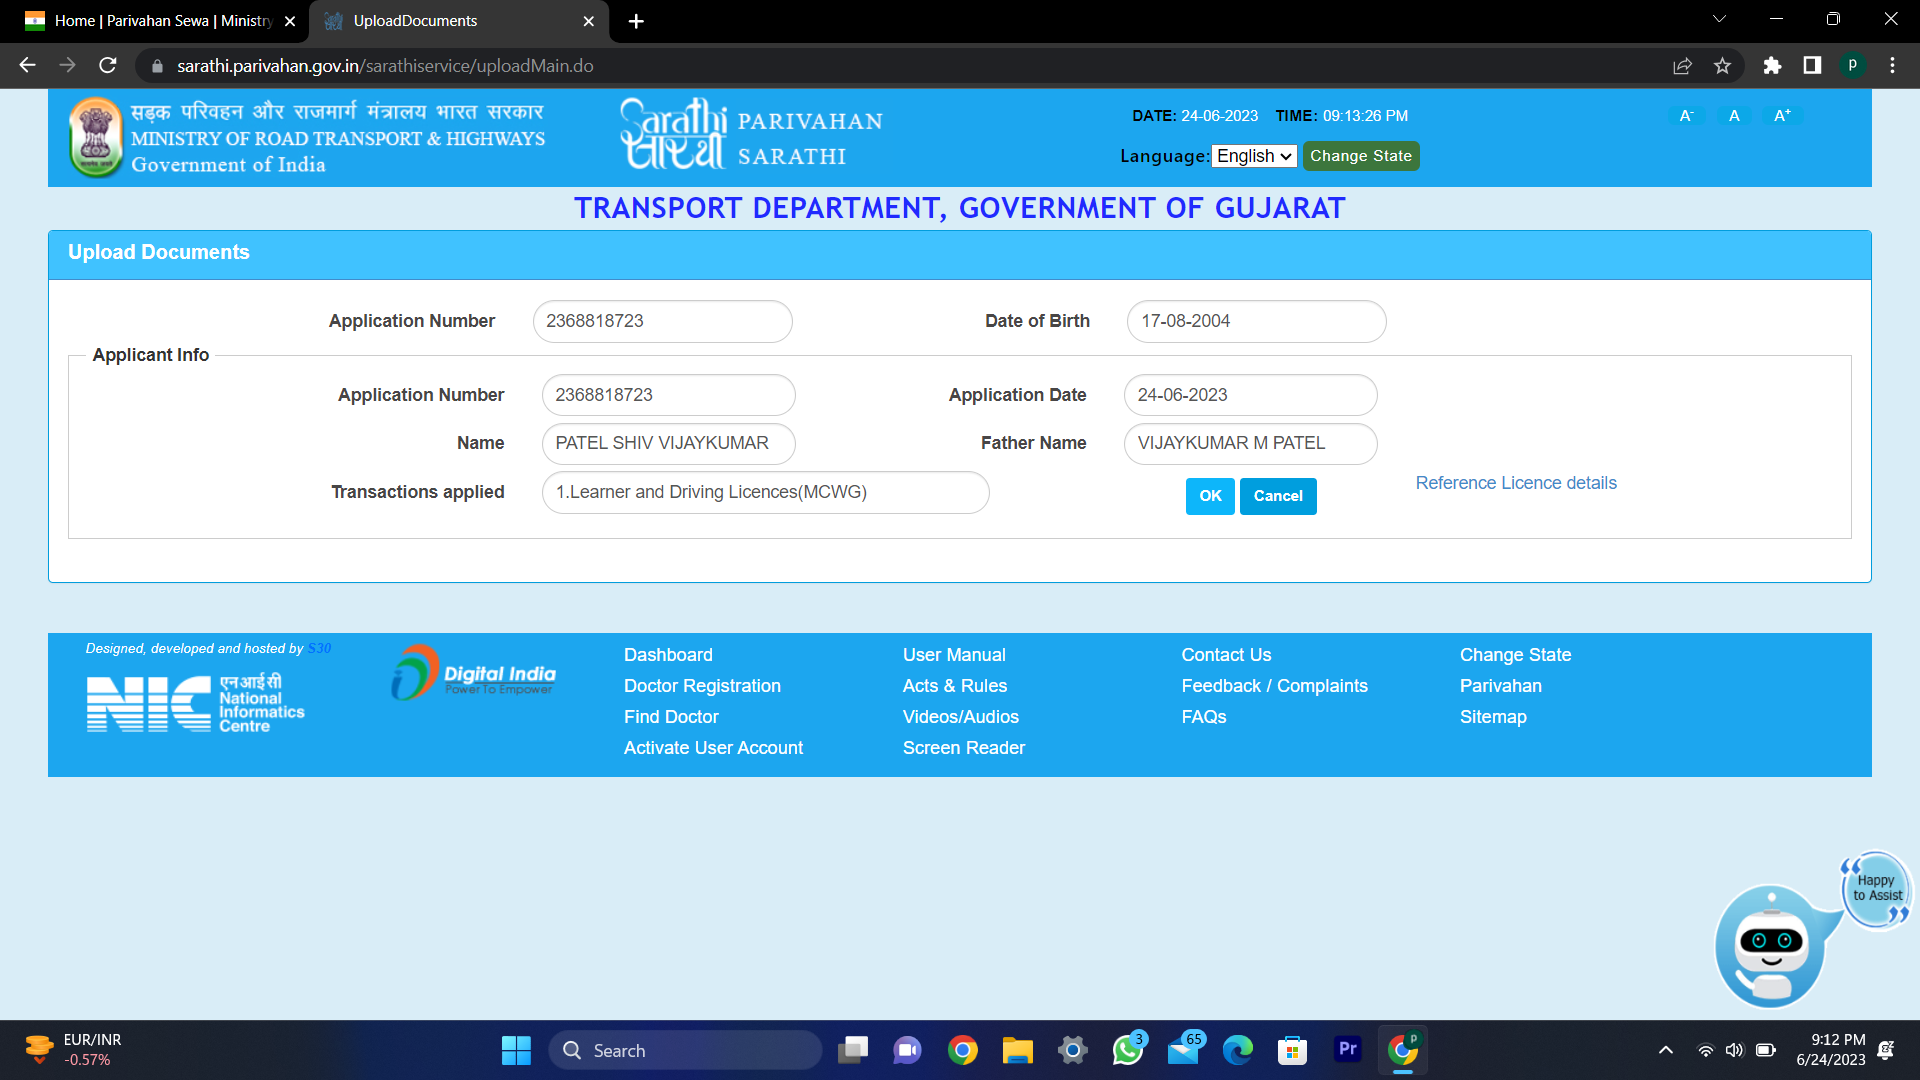 Home | Parivahan Sewa | Ministry
UploadDocuments
sarathi.parivahan.gov.in/sarathiservice/uploadMain.do
P
सड़क परिवहन और राजमार्ग मंत्रालय भारत सरकार
MINISTRY OF ROAD TRANSPORT & HIGHWAYS
Government of India
Sarathi
सारथी
PARIVAHAN
SARATHI
DATE: 24-06-2023 TIME: 09:13:26 PM
Language: English Change State
A- A A+
TRANSPORT DEPARTMENT, GOVERNMENT OF GUJARAT
Upload Documents
Application Number 2368818723 Date of Birth 17-08-2004
Applicant Info
Application Number 2368818723 Application Date 24-06-2023
Name PATEL SHIV VIJAYKUMAR Father Name VIJAYKUMAR M PATEL
Transactions applied 1.Learner and Driving Licences(MCWG) OK Cancel Reference Licence details
Designed, developed and hosted by S30
NIC
एन आई सी
National
Informatics
Centre
Digital India
Power To Empower
Dashboard
Doctor Registration
Find Doctor
Activate User Account
User Manual
Acts & Rules
Videos/Audios
Screen Reader
Contact Us
Feedback / Complaints
FAQs
Change State
Parivahan
Sitemap
Happy
to Assist
EUR/INR
-0.57%
Search
3
65
Pr
P
9:12 PM
6/24/2023